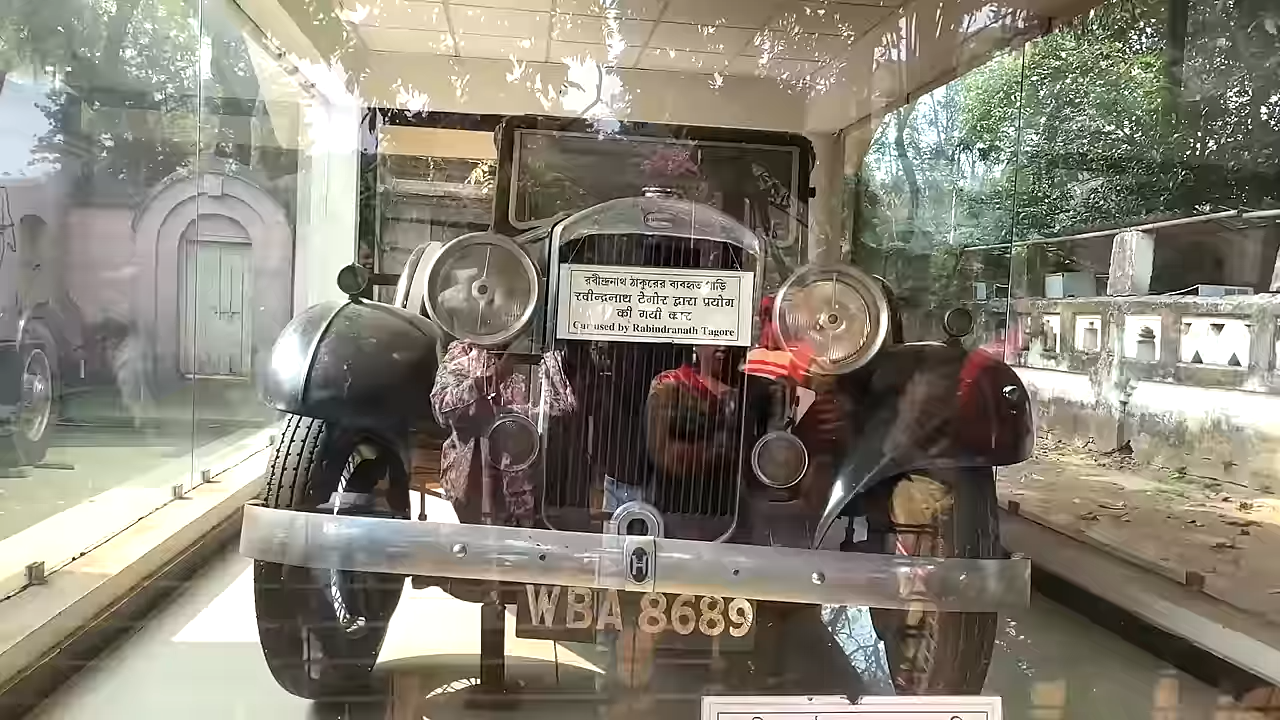 রবীন্দ্রনাথ ঠাকুরের ব্যবহৃত গাড়ি
रवीन्द्रनाथ टैगोर द्वारा प्रयोग
की गयी कार
Car used by Rabindranath Tagore
H
WBA 8689